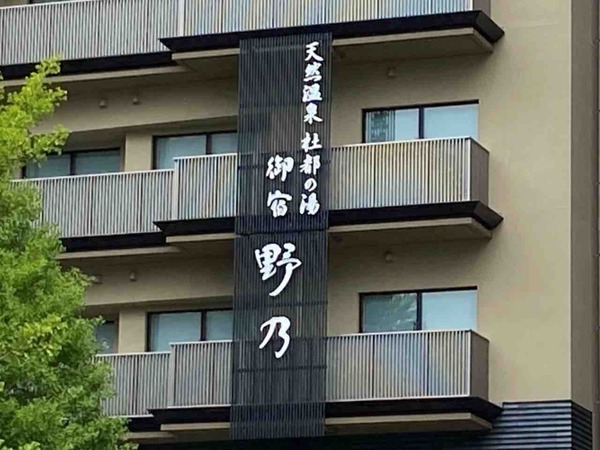 天然温泉 杜都の湯
御宿 野乃